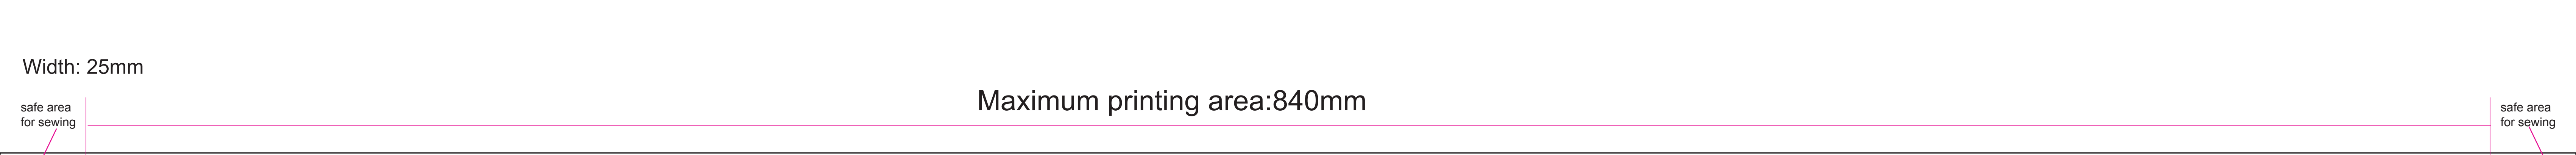 Width: 25mm
Maximum printing area:840mm
safe area
for sewing
safe area
for sewing